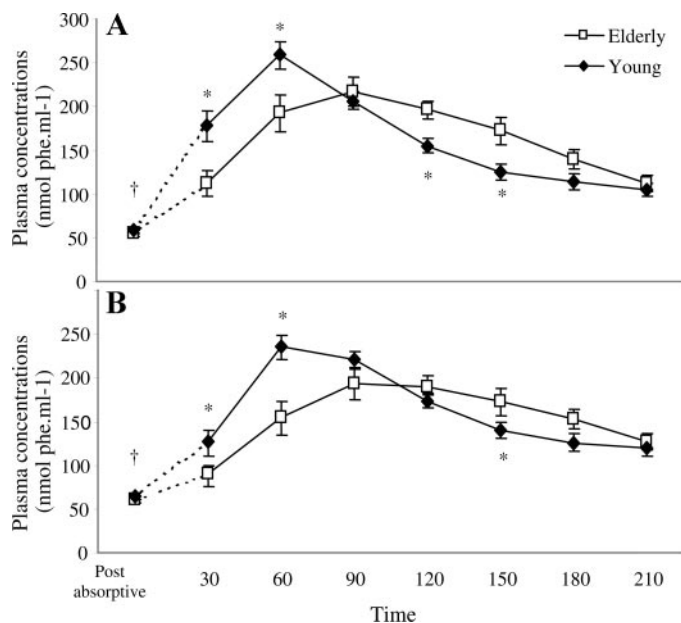 A
Elderly
Young
Plasma concentrations
(nmol phe.ml-1)
300
250
200
150
100
50
0
†
*
*
*
*
B
Plasma concentrations
(nmol phe.ml-1)
250
200
150
100
50
0
†
*
*
*
Post
absorptive
30 60 90 120 150 180 210
Time